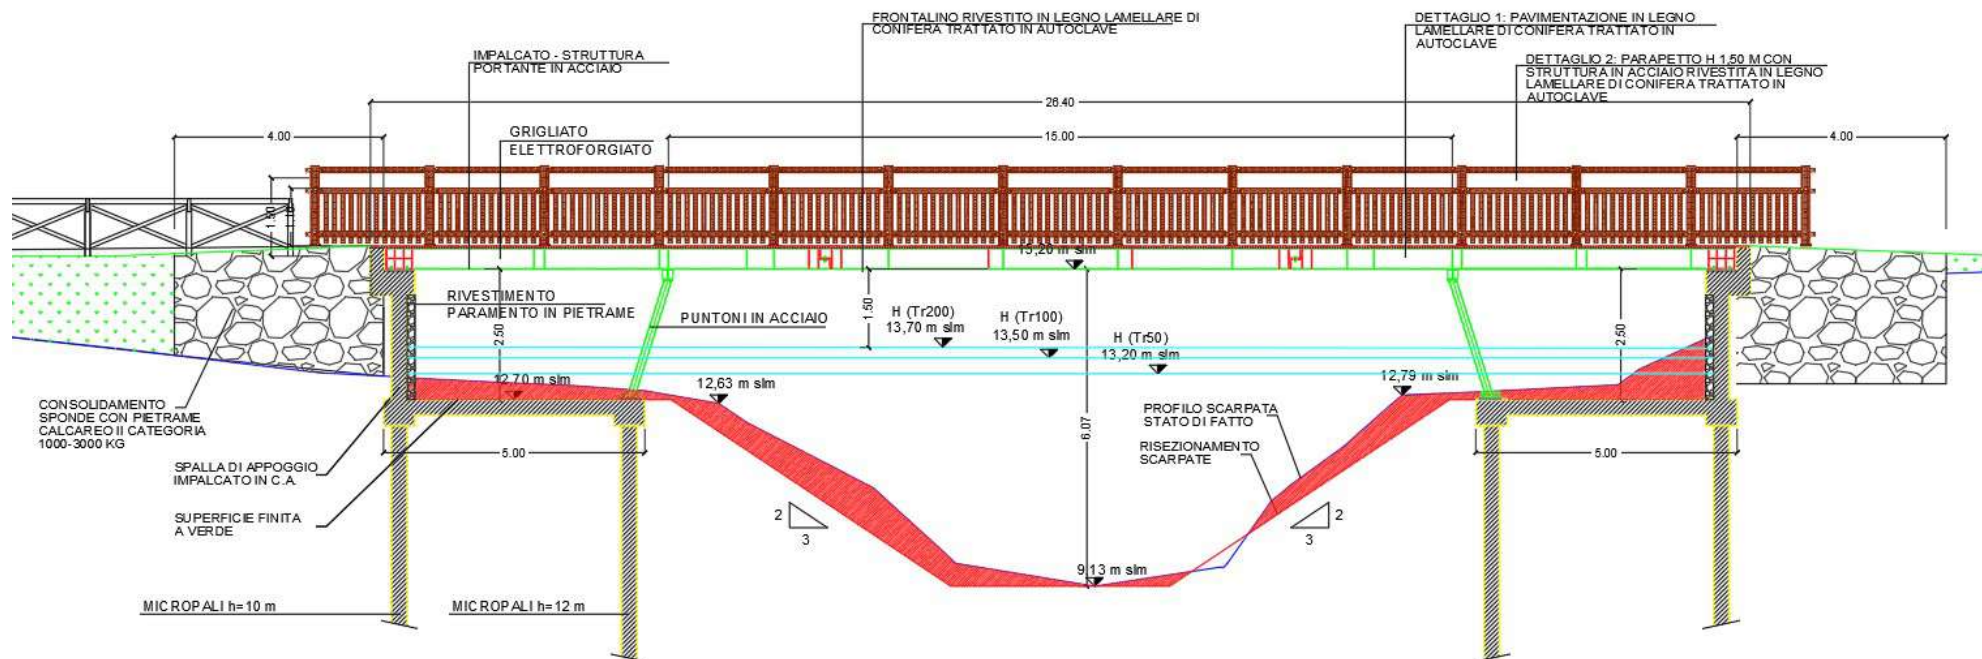 FRONTALINO RIVESTITO IN LEGNO LAMELLARE DI
CONIFERA TRATTATO IN AUTOCLAVE
DETTAGLIO 1: PAVIMENTAZIONE IN LEGNO
LAMELLARE DI CONIFERA TRATTATO IN
AUTOCLAVE
IMPALCATO - STRUTTURA
PORTANTE IN ACCIAIO
DETTAGLIO 2: PARAPETTO H 1,50 M CON
STRUTTURA IN ACCIAIO RIVESTITA IN LEGNO
LAMELLARE DI CONIFERA TRATTATO IN
AUTOCLAVE
26.40
4.00
GRIGLIATO
ELETTROFORGIATO
15.00
4.00
1.50
1.10
15,20 m slm
RIVESTIMENTO
PARAMENTO IN PIETRAME
PUNTONI IN ACCIAIO
2.50
1.50
H (Tr200)
13,70 m slm
H (Tr100)
13,50 m slm
H (Tr50)
13,20 m slm
2.50
12,70 m slm
12,63 m slm
12,79 m slm
6.07
CONSOLIDAMENTO
SPONDE CON PIETRAME
CALCAREO II CATEGORIA
1000-3000 KG
PROFILO SCARPATA
STATO DI FATTO
RISEZIONAMENTO
SCARPATE
5.00
5.00
SPALLA DI APPOGGIO
IMPALCATO IN C.A.
SUPERFICIE FINITA
A VERDE
2
3
2
3
9,13 m slm
MICROPALI h=10 m
MICROPALI h=12 m